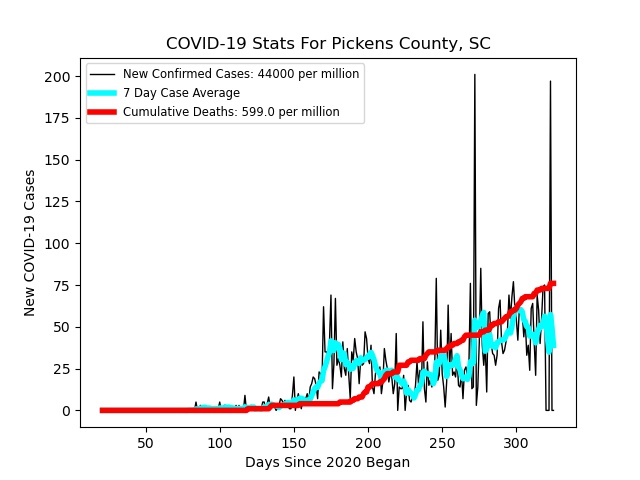 COVID-19 Stats For Pickens County, SC
New Confirmed Cases: 44000 per million
7 Day Case Average
Cumulative Deaths: 599.0 per million
New COVID-19 Cases
200
175
150
125
100
75
50
25
0
50 100 150 200 250 300
Days Since 2020 Began